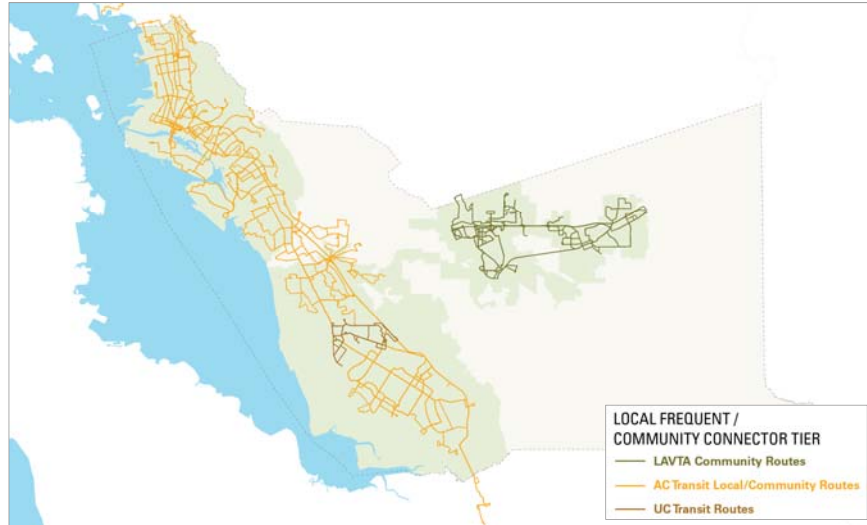 LOCAL FREQUENT /
COMMUNITY CONNECTOR TIER
LAVTA Community Routes
AC Transit Local/Community Routes
UC Transit Routes